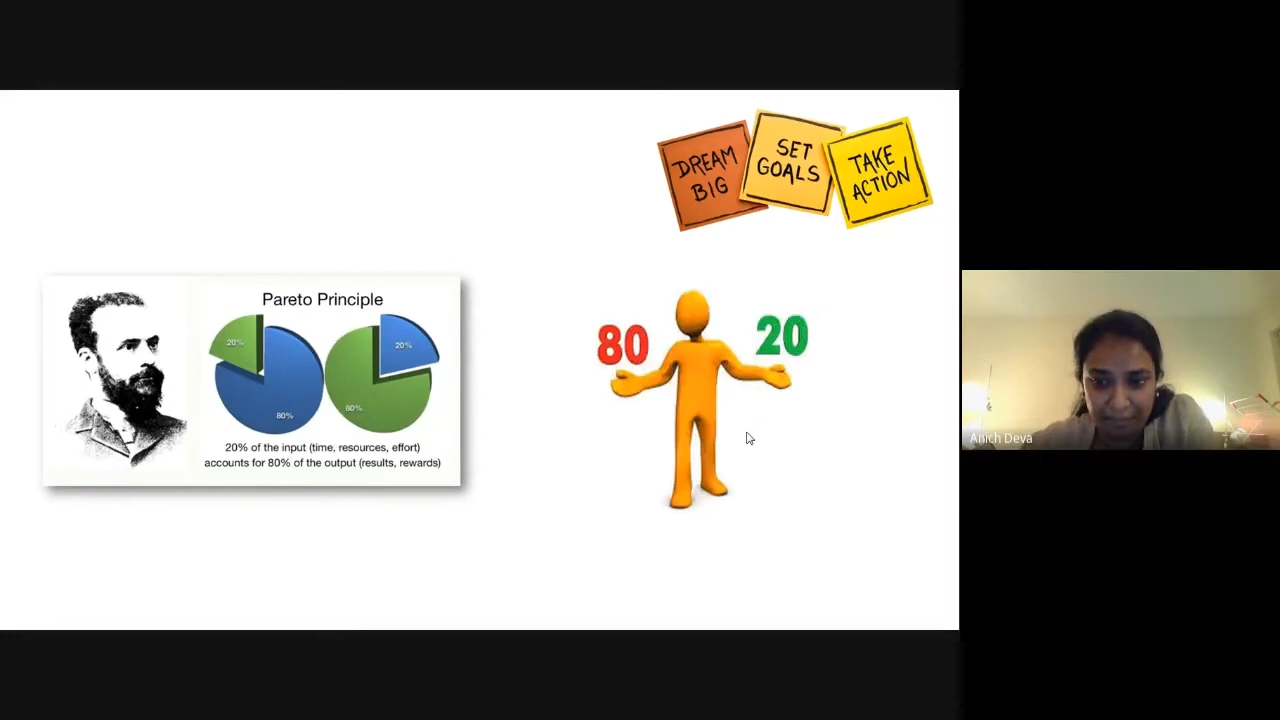 DREAM
BIG
SET
GOALS
TAKE
ACTION
Pareto Principle
20%
80%
20%
80%
20% of the input (time, resources, effort)
accounts for 80% of the output (results, rewards)
80
20
Anich Deva